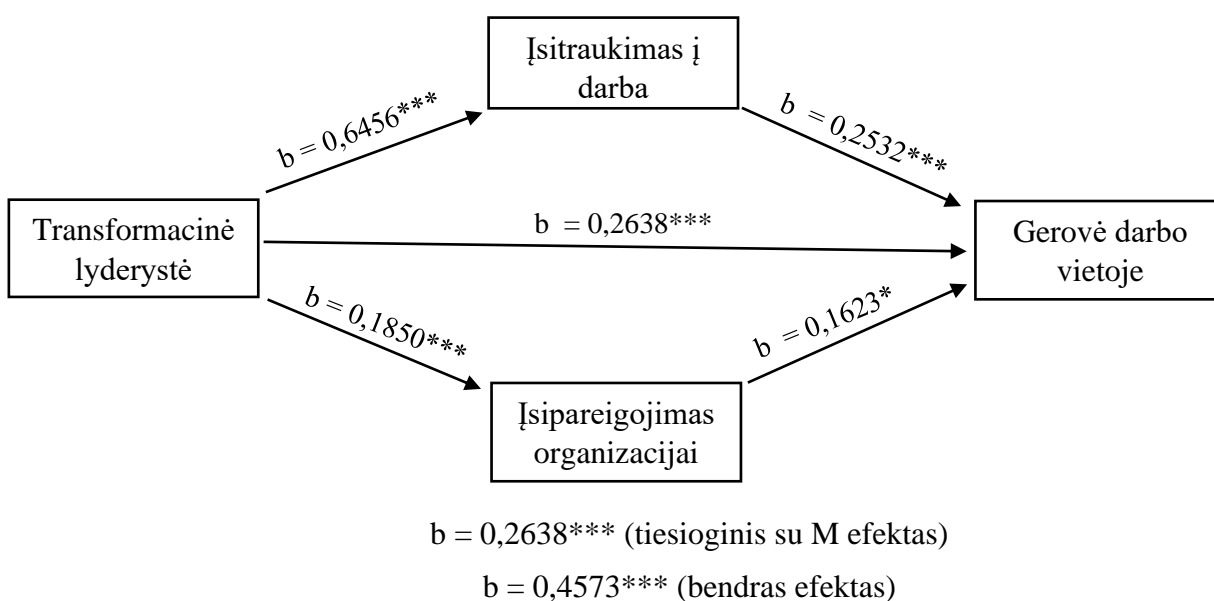 Įsitraukimas į
darba
b = 0,6456***
b = 0,2532***
Transformacinė
lyderystė
b = 0,2638***
Gerovė darbo
vietoje
b = 0,1850***
b = 0,1623*
Įsipareigojimas
organizacijai
b = 0,2638*** (tiesioginis su M efektas)
b = 0,4573*** (bendras efektas)